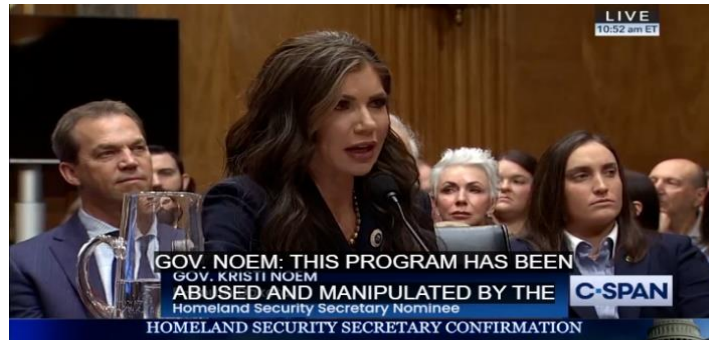 LIVE
10:52 am ET
GOV. NOEM: THIS PROGRAM HAS BEEN
GOV. KRISTI NOEM
ABUSED AND MANIPULATED BY THE
Homeland Security Secretary Nominee
C-SPAN
HOMELAND SECURITY SECRETARY CONFIRMATION